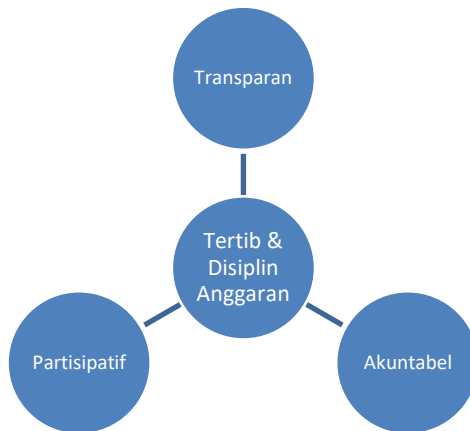 Transparan
Tertib &
Disiplin
Anggaran
Partisipatif
Akuntabel